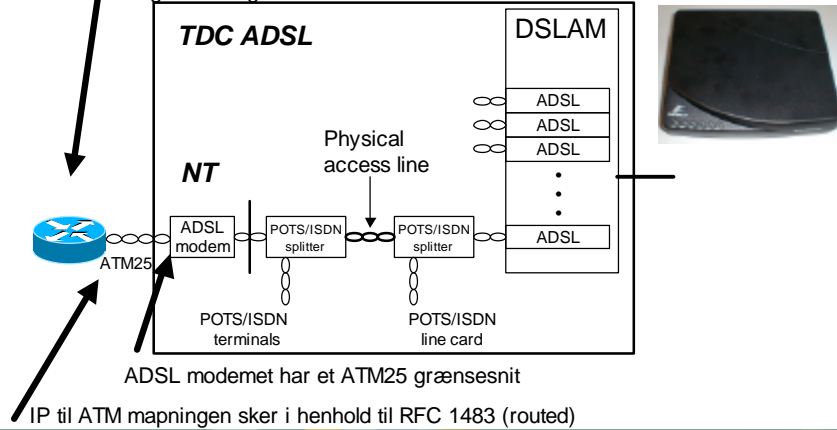 TDC ADSL
DSLAM
ADSL
ADSL
ADSL
Physical
access line
NT
ADSL
modem
POTS/ISDN
splitter
POTS/ISDN
splitter
ADSL
ATM25
POTS/ISDN
terminals
POTS/ISDN
line card
ADSL modemet har et ATM25 grænsesnit
IP til ATM mapningen sker i henhold til RFC 1483 (routed)